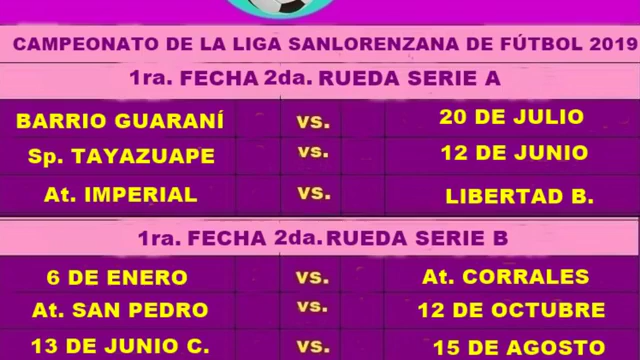 CAMPEONATO DE LA LIGA SANLORENZANA DE FÚTBOL 2019
1ra. FECHA 2da. RUEDA SERIE A
BARRIO GUARANÍ vs. 20 DE JULIO
Sp. TAYAZUAPE vs. 12 DE JUNIO
At. IMPERIAL vs. LIBERTAD B.
1ra. FECHA 2da. RUEDA SERIE B
6 DE ENERO vs. At. CORRALES
At. SAN PEDRO vs. 12 DE OCTUBRE
13 DE JUNIO C. vs. 15 DE AGOSTO